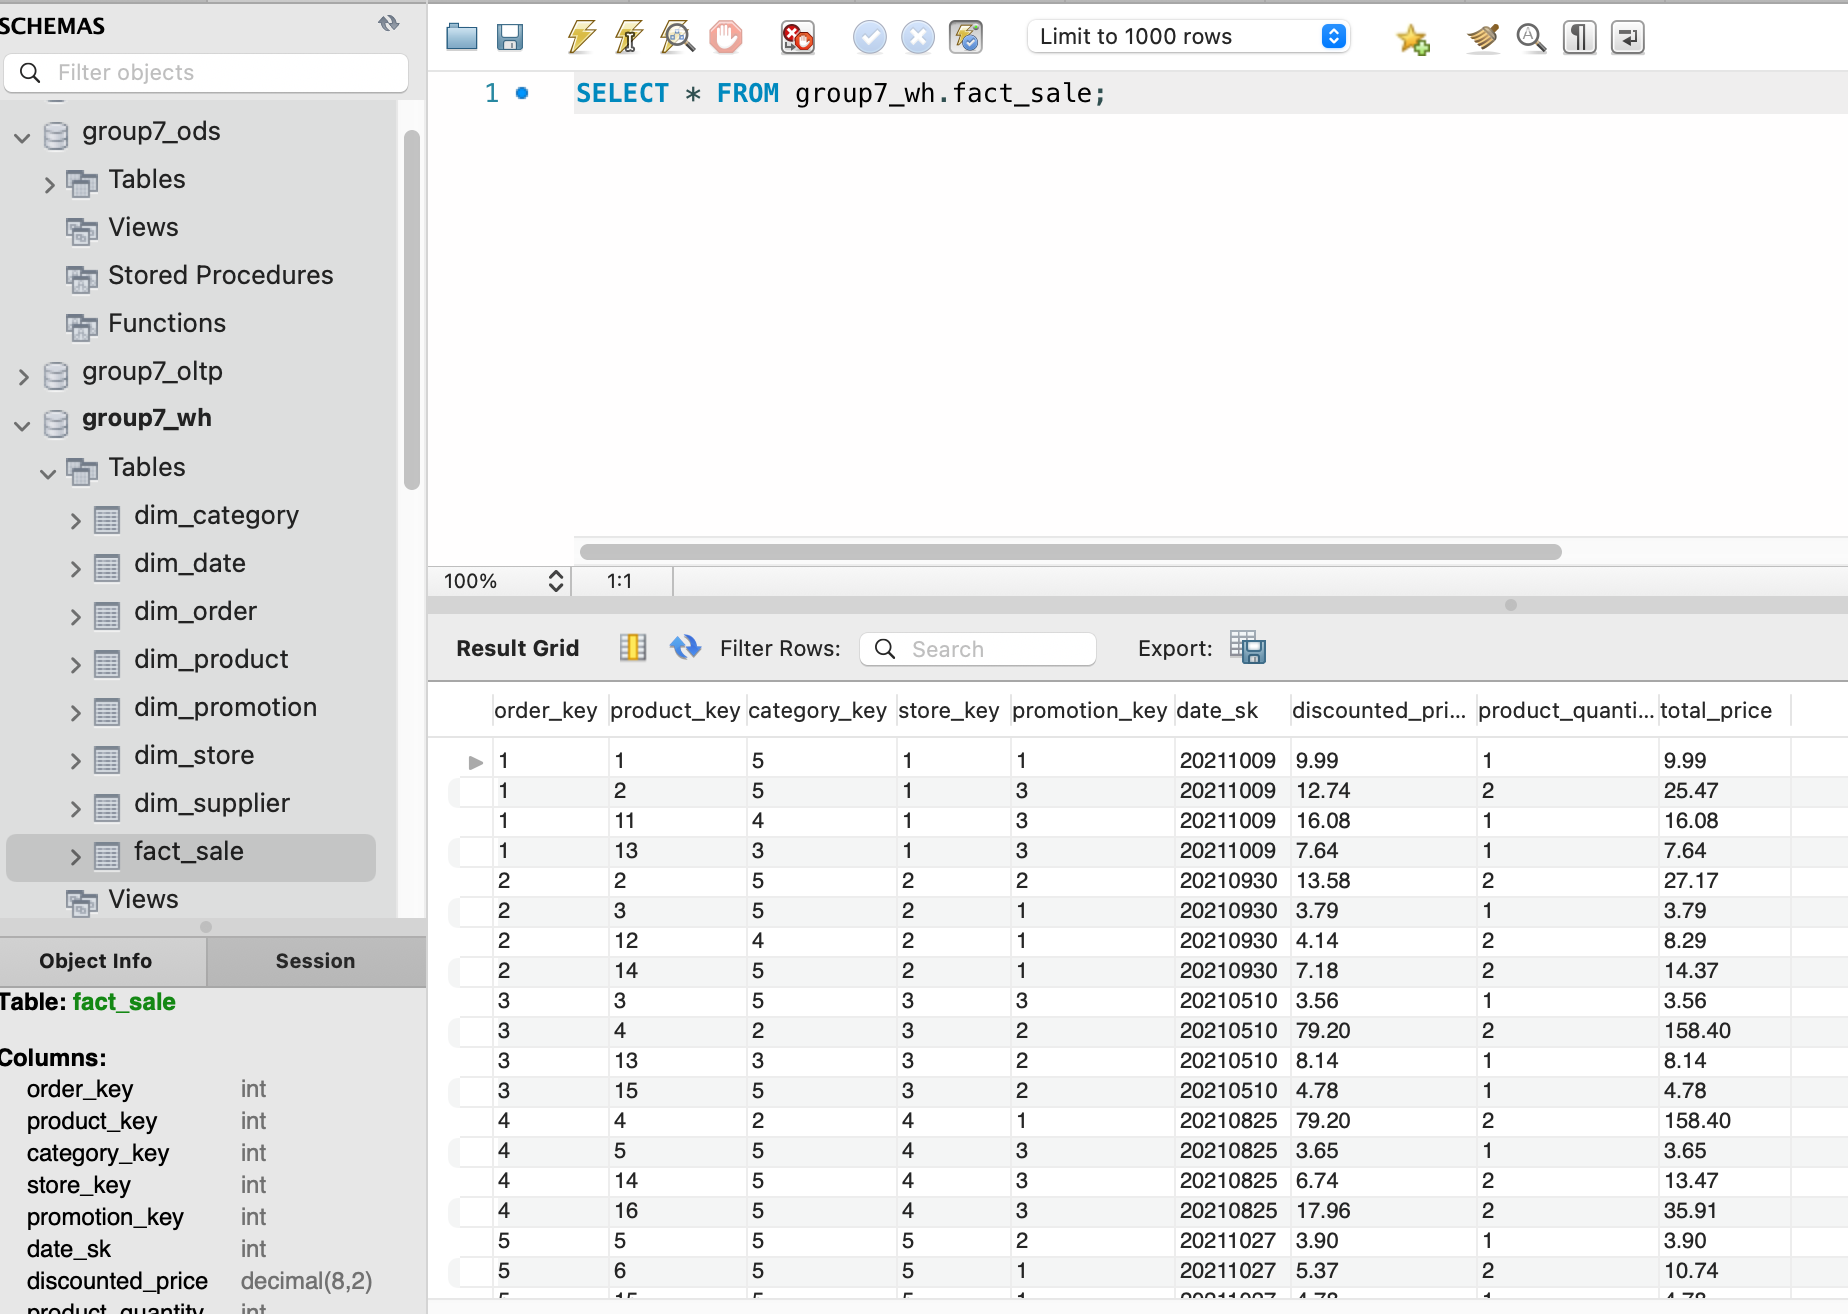 SCHEMAS
Filter objects
group7_ods
Tables
Views
Stored Procedures
Functions
group7_oltp
group7_wh
Tables
dim_category
dim_date
dim_order
dim_product
dim_promotion
dim_store
dim_supplier
fact_sale
Views
Object Info Session
Table: fact_sale
Columns:
order_key int
product_key int
category_key int
store_key int
promotion_key int
date_sk int
discounted_price decimal(8,2)
product_quantity int
Limit to 1000 rows
1 SELECT * FROM group7_wh.fact_sale;
100% 1:1
Result Grid Filter Rows: Search Export:
order_key product_key category_key store_key promotion_key date_sk discounted_pri... product_quanti... total_price
1 1 5 1 1 20211009 9.99 1 9.99
1 2 5 1 3 20211009 12.74 2 25.47
1 11 4 1 3 20211009 16.08 1 16.08
1 13 3 1 3 20211009 7.64 1 7.64
2 2 5 2 2 20210930 13.58 2 27.17
2 3 5 2 1 20210930 3.79 1 3.79
2 12 4 2 1 20210930 4.14 2 8.29
2 14 5 2 1 20210930 7.18 2 14.37
3 3 5 3 3 20210510 3.56 1 3.56
3 4 2 3 2 20210510 79.20 2 158.40
3 13 3 3 2 20210510 8.14 1 8.14
3 15 5 3 2 20210510 4.78 1 4.78
4 4 2 4 1 20210825 79.20 2 158.40
4 5 5 4 3 20210825 3.65 1 3.65
4 14 5 4 3 20210825 6.74 2 13.47
4 16 5 4 3 20210825 17.96 2 35.91
5 5 5 5 2 20211027 3.90 1 3.90
5 6 5 5 1 20211027 5.37 2 10.74